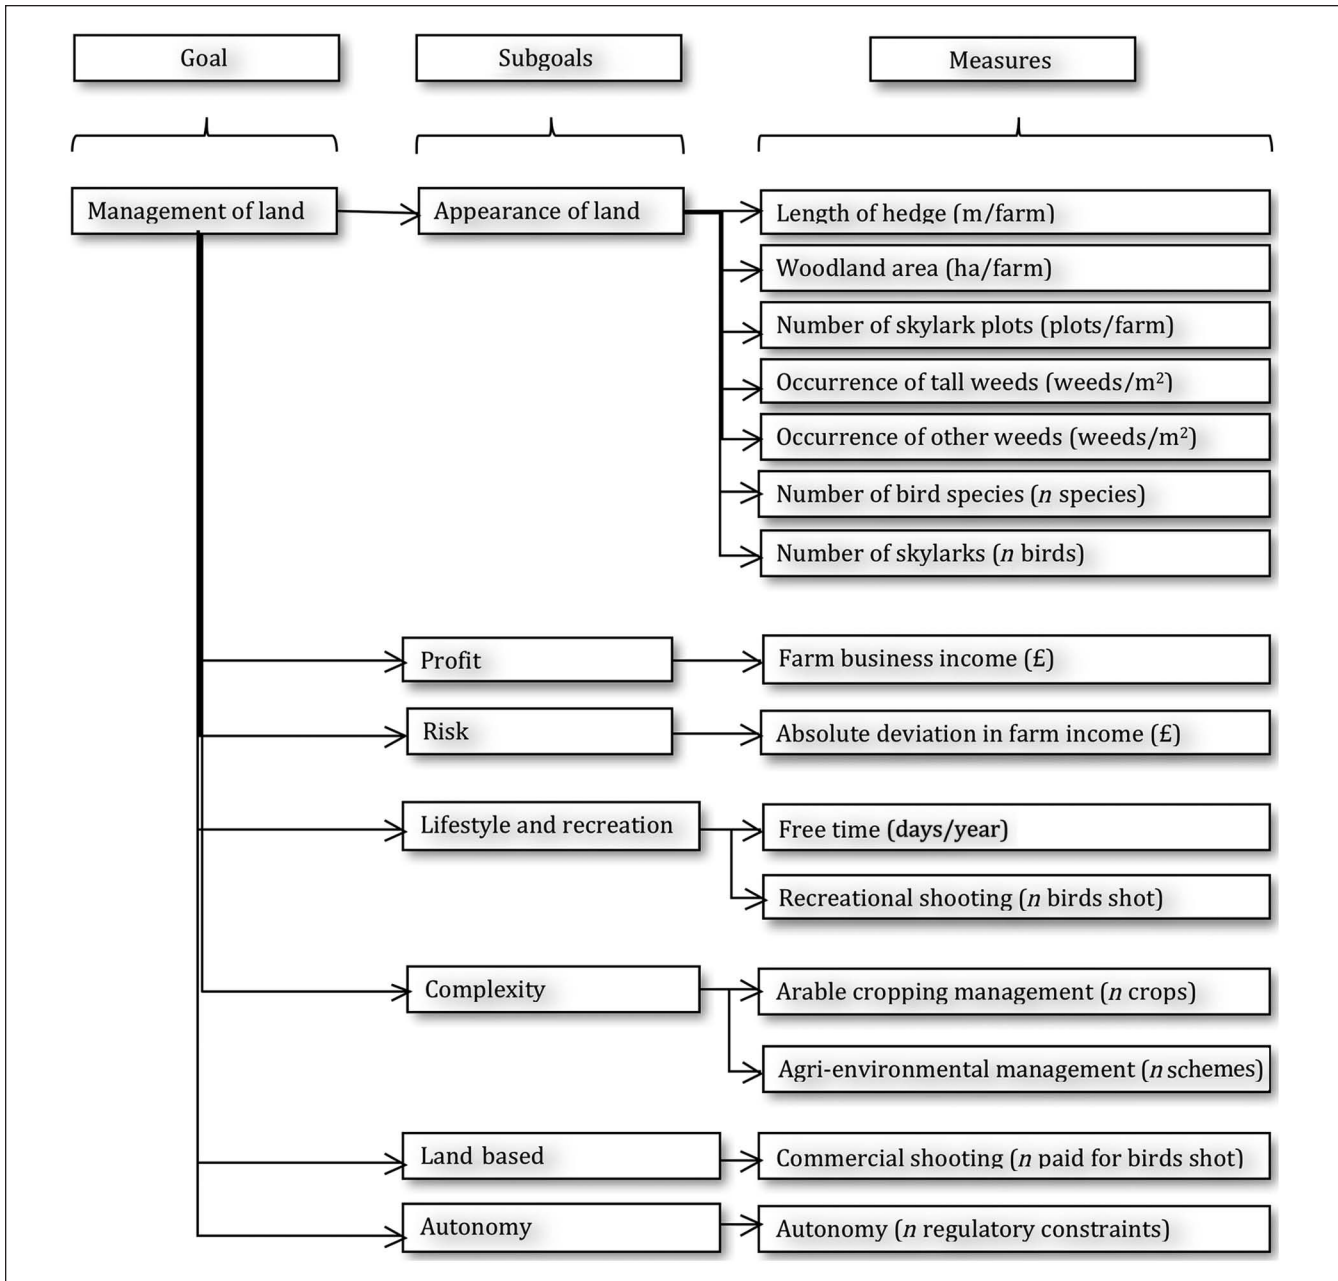 Goal
Subgoals
Measures
Management of land
Appearance of land
Length of hedge (m/farm)
Woodland area (ha/farm)
Number of skylark plots (plots/farm)
Occurrence of tall weeds (weeds/m²)
Occurrence of other weeds (weeds/m²)
Number of bird species (n species)
Number of skylarks (n birds)
Profit
Farm business income (£)
Risk
Absolute deviation in farm income (£)
Lifestyle and recreation
Free time (days/year)
Recreational shooting (n birds shot)
Complexity
Arable cropping management (n crops)
Agri-environmental management (n schemes)
Land based
Commercial shooting (n paid for birds shot)
Autonomy
Autonomy (n regulatory constraints)